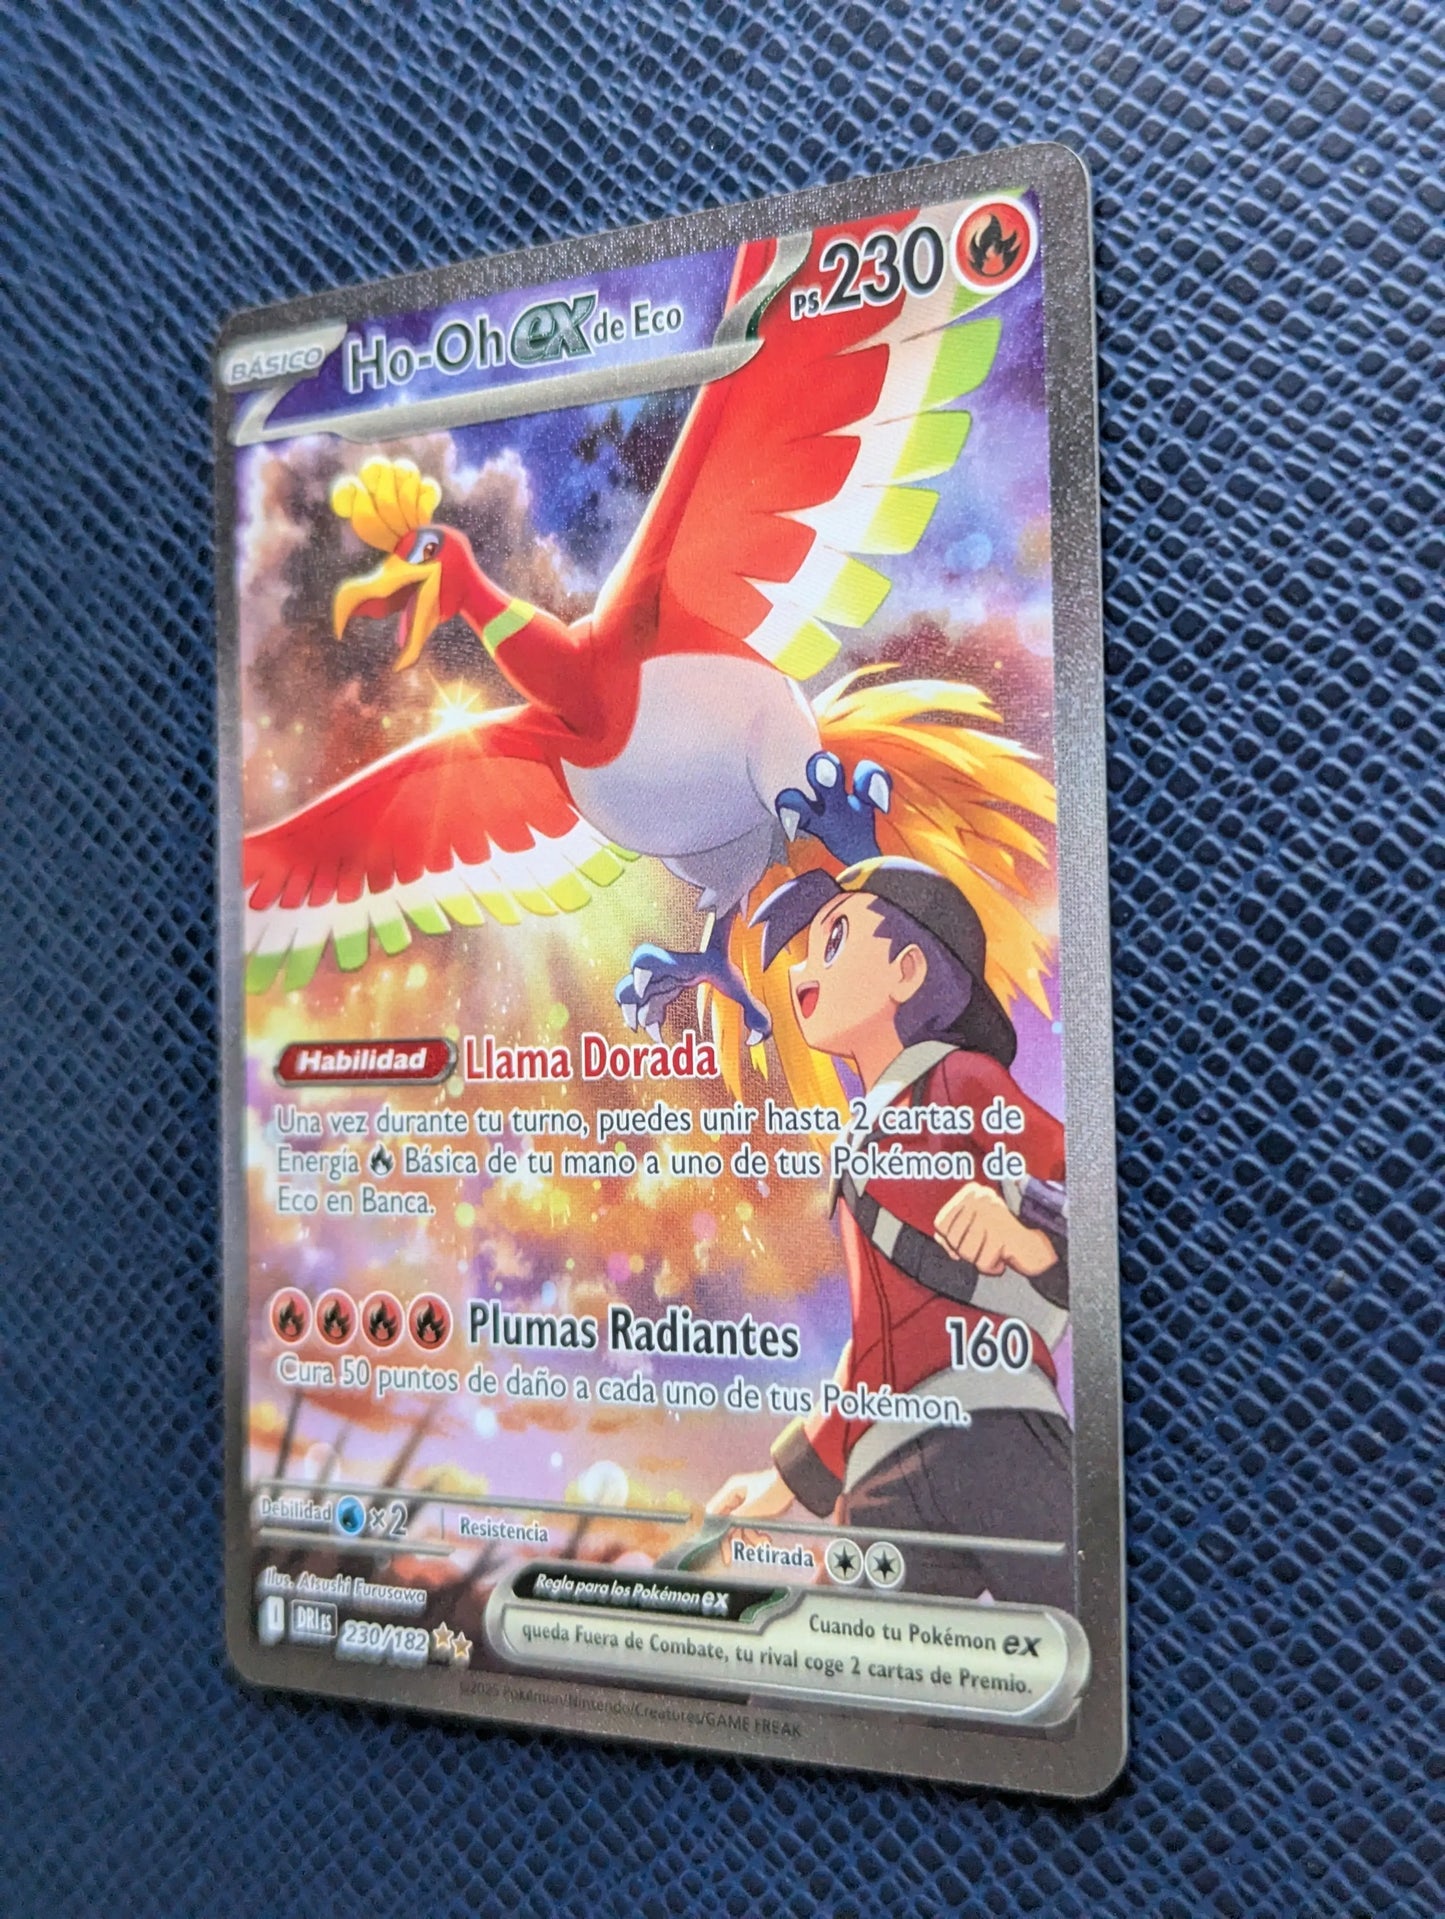 BÁSICO
Ho-Oh ex de Eco
PS 230
Habilidad Llama Dorada
Una vez durante tu turno, puedes unir hasta 2 cartas de
Energía Básica de tu mano a uno de tus Pokémon de
Eco en Banca.
Plumas Radiantes 160
Cura 50 puntos de daño a cada uno de tus Pokémon.
Debilidad ×2 Resistencia
Retirada
Ilus. Atsushi Furusawa
I DRI ES 230/182
Regla para los Pokémon ex
Cuando tu Pokémon ex
queda Fuera de Combate, tu rival coge 2 cartas de Premio.
©2025 Pokémon/Nintendo/Creatures/GAME FREAK